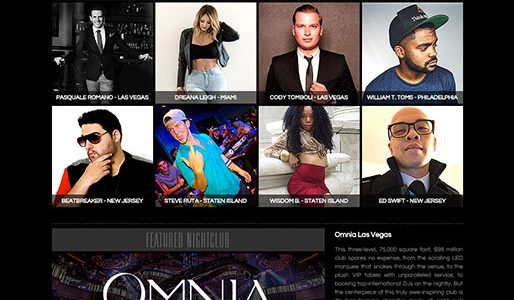 Think
PASQUALE ROMANO - LAS VEGAS
DREANA LEIGH - MIAMI
CODY TOMBOLI - NEW JERSEY
WILLIAM T. TOMS - PHILADELPHIA
BEATBREAKER - NEW JERSEY
STEVE RUTA - STATEN ISLAND
WISDOM B. - STATEN ISLAND
ED SWIFT - NEW JERSEY
FEATURED NIGHTCLUB
OMNIA
Omnia Las Vegas
This three-level, 75,000 square foot, $98 million
club spares no expense, from the scrolling LED
marquee that snakes through the venue, to the
plush VIP tables with unparalleled service, to
booking top-international DJs on the nightly. But
the centerpiece of this truly awe-inspiring club is